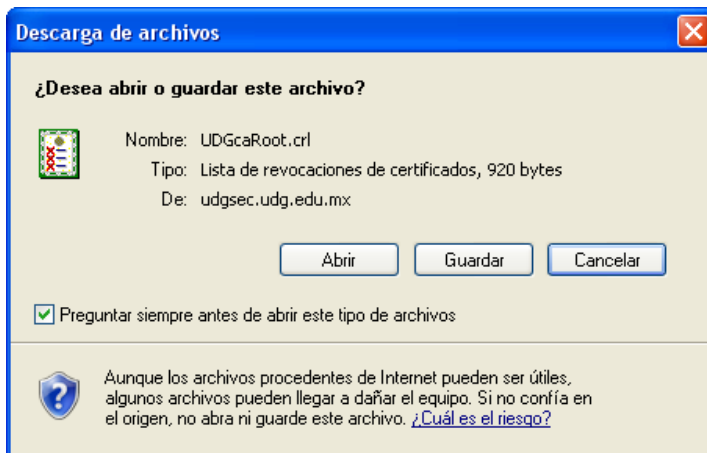 Descarga de archivos
¿Desea abrir o guardar este archivo?
Nombre: UDGcaRoot.crl
Tipo: Lista de revocaciones de certificados, 920 bytes
De: udgsec.udg.edu.mx
Abrir Guardar Cancelar
Preguntar siempre antes de abrir este tipo de archivos
Aunque los archivos procedentes de Internet pueden ser útiles,
algunos archivos pueden llegar a dañar el equipo. Si no confía en
el origen, no abra ni guarde este archivo. ¿Cuál es el riesgo?